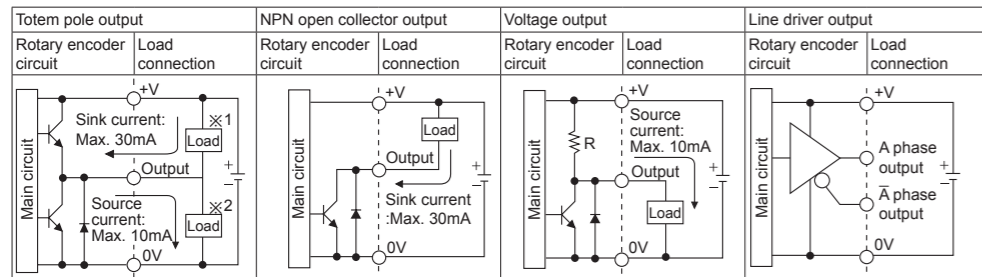 Totem pole output
Rotary encoder circuit
Load connection
Main circuit
+V
Sink current:
Max. 30mA
※1
Load
Output
+
−
Source
current:
Max. 10mA
※2
Load
0V
NPN open collector output
Rotary encoder circuit
Load connection
Main circuit
+V
Load
Output
+
−
Sink current
:Max. 30mA
0V
Voltage output
Rotary encoder circuit
Load connection
Main circuit
+V
Source
current:
Max. 10mA
R
Output
+
−
Load
0V
Line driver output
Rotary encoder circuit
Load connection
Main circuit
+V
A phase
output
+
−
A̅ phase
output
0V